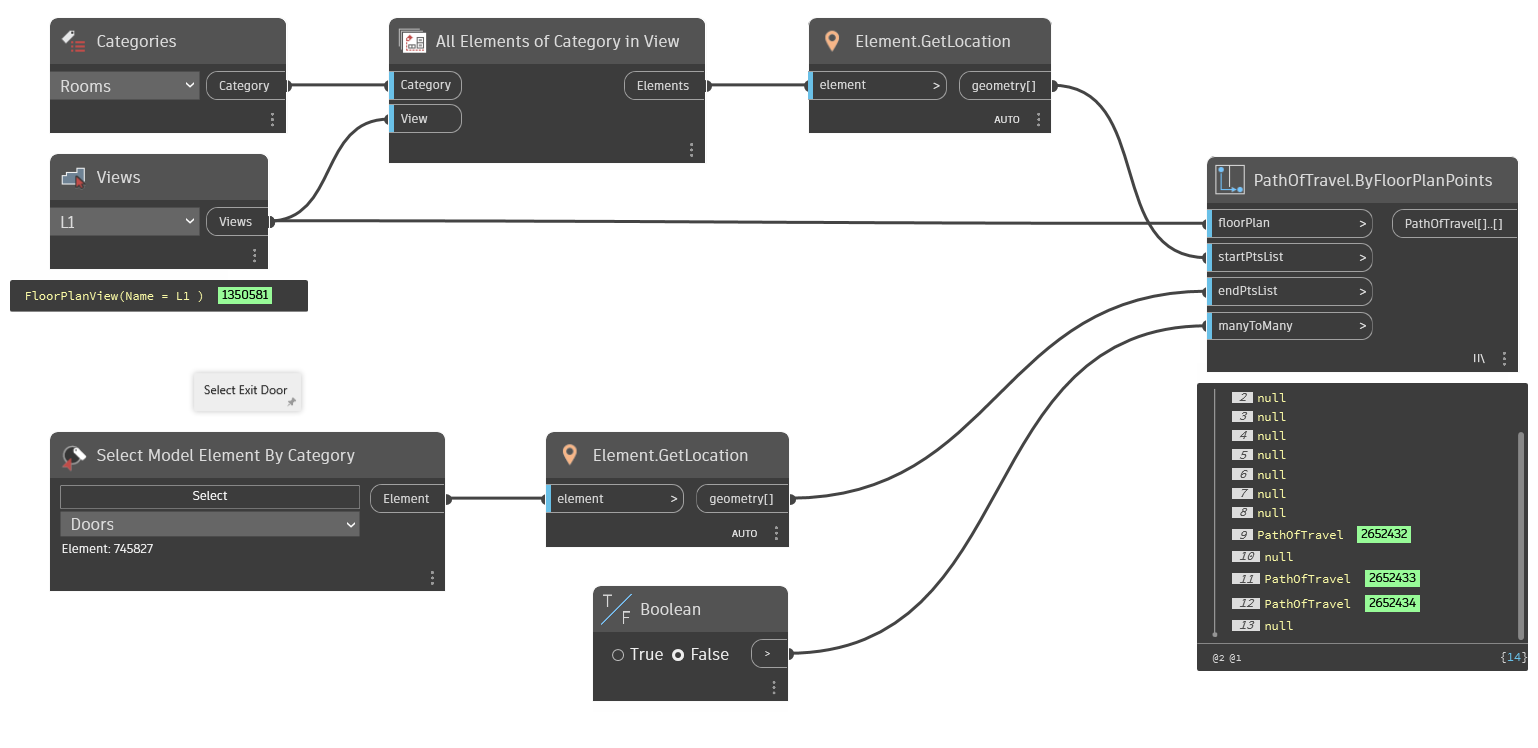 Categories
Rooms
Category
All Elements of Category in View
Category
Elements
View
Element.GetLocation
element
>
geometry[]
AUTO
Views
L1
Views
FloorPlanView(Name = L1 ) 1350581
PathOfTravel.ByFloorPlanPoints
floorPlan >
PathOfTravel[]..[]
startPtsList >
endPtsList >
manyToMany >
Select Exit Door
Select Model Element By Category
Select
Element
Doors
Element: 745827
Element.GetLocation
element >
geometry[]
AUTO
T/F Boolean
True
False
>
2 null
3 null
4 null
5 null
6 null
7 null
8 null
9 PathOfTravel 2652432
10 null
11 PathOfTravel 2652433
12 PathOfTravel 2652434
13 null
@2 @1
{14}